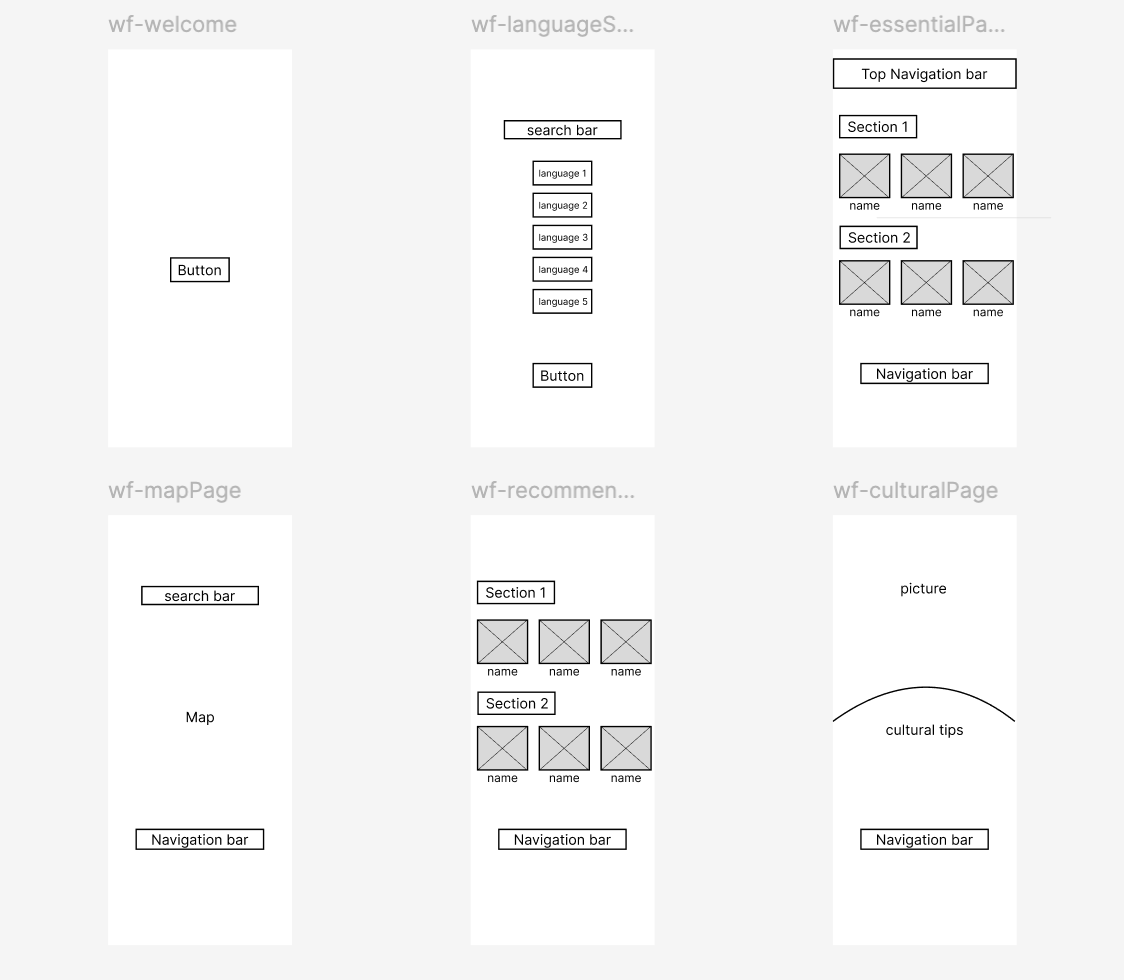 wf-welcome
Button
wf-languageS...
search bar
language 1
language 2
language 3
language 4
language 5
Button
wf-essentialPa...
Top Navigation bar
Section 1
name name name
Section 2
name name name
Navigation bar
wf-mapPage
search bar
Map
Navigation bar
wf-recommen...
Section 1
name name name
Section 2
name name name
Navigation bar
wf-culturalPage
picture
cultural tips
Navigation bar